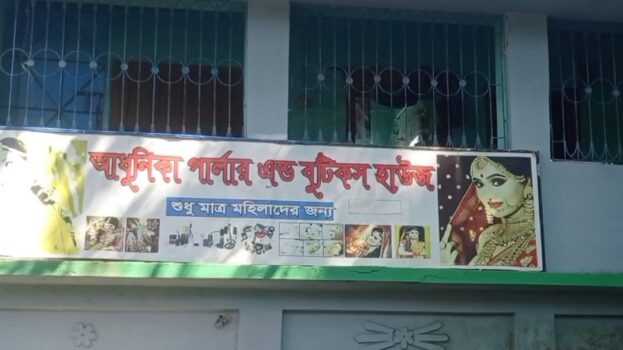 আধুনিকা পার্লার এন্ড বুটিকস হাউজ
শুধু মাত্র মহিলাদের জন্য